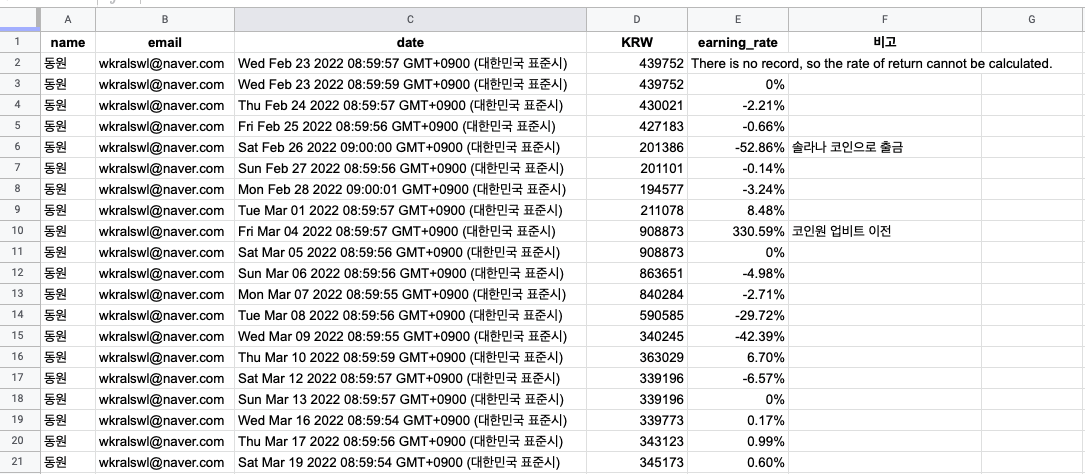 A B C D E F G
1 name email date KRW earning_rate 비고
2 동원 wkralswl@naver.com Wed Feb 23 2022 08:59:57 GMT+0900 (대한민국 표준시) 439752 There is no record, so the rate of return cannot be calculated.
3 동원 wkralswl@naver.com Wed Feb 23 2022 08:59:59 GMT+0900 (대한민국 표준시) 439752 0%
4 동원 wkralswl@naver.com Thu Feb 24 2022 08:59:57 GMT+0900 (대한민국 표준시) 430021 -2.21%
5 동원 wkralswl@naver.com Fri Feb 25 2022 08:59:56 GMT+0900 (대한민국 표준시) 427183 -0.66%
6 동원 wkralswl@naver.com Sat Feb 26 2022 09:00:00 GMT+0900 (대한민국 표준시) 201386 -52.86% 솔라나 코인으로 출금
7 동원 wkralswl@naver.com Sun Feb 27 2022 08:59:56 GMT+0900 (대한민국 표준시) 201101 -0.14%
8 동원 wkralswl@naver.com Mon Feb 28 2022 09:00:01 GMT+0900 (대한민국 표준시) 194577 -3.24%
9 동원 wkralswl@naver.com Tue Mar 01 2022 08:59:57 GMT+0900 (대한민국 표준시) 211078 8.48%
10 동원 wkralswl@naver.com Fri Mar 04 2022 08:59:57 GMT+0900 (대한민국 표준시) 908873 330.59% 코인원 업비트 이전
11 동원 wkralswl@naver.com Sat Mar 05 2022 08:59:56 GMT+0900 (대한민국 표준시) 908873 0%
12 동원 wkralswl@naver.com Sun Mar 06 2022 08:59:56 GMT+0900 (대한민국 표준시) 863651 -4.98%
13 동원 wkralswl@naver.com Mon Mar 07 2022 08:59:55 GMT+0900 (대한민국 표준시) 840284 -2.71%
14 동원 wkralswl@naver.com Tue Mar 08 2022 08:59:56 GMT+0900 (대한민국 표준시) 590585 -29.72%
15 동원 wkralswl@naver.com Wed Mar 09 2022 08:59:55 GMT+0900 (대한민국 표준시) 340245 -42.39%
16 동원 wkralswl@naver.com Thu Mar 10 2022 08:59:59 GMT+0900 (대한민국 표준시) 363029 6.70%
17 동원 wkralswl@naver.com Sat Mar 12 2022 08:59:57 GMT+0900 (대한민국 표준시) 339196 -6.57%
18 동원 wkralswl@naver.com Sun Mar 13 2022 08:59:57 GMT+0900 (대한민국 표준시) 339196 0%
19 동원 wkralswl@naver.com Wed Mar 16 2022 08:59:54 GMT+0900 (대한민국 표준시) 339773 0.17%
20 동원 wkralswl@naver.com Thu Mar 17 2022 08:59:56 GMT+0900 (대한민국 표준시) 343123 0.99%
21 동원 wkralswl@naver.com Sat Mar 19 2022 08:59:54 GMT+0900 (대한민국 표준시) 345173 0.60%